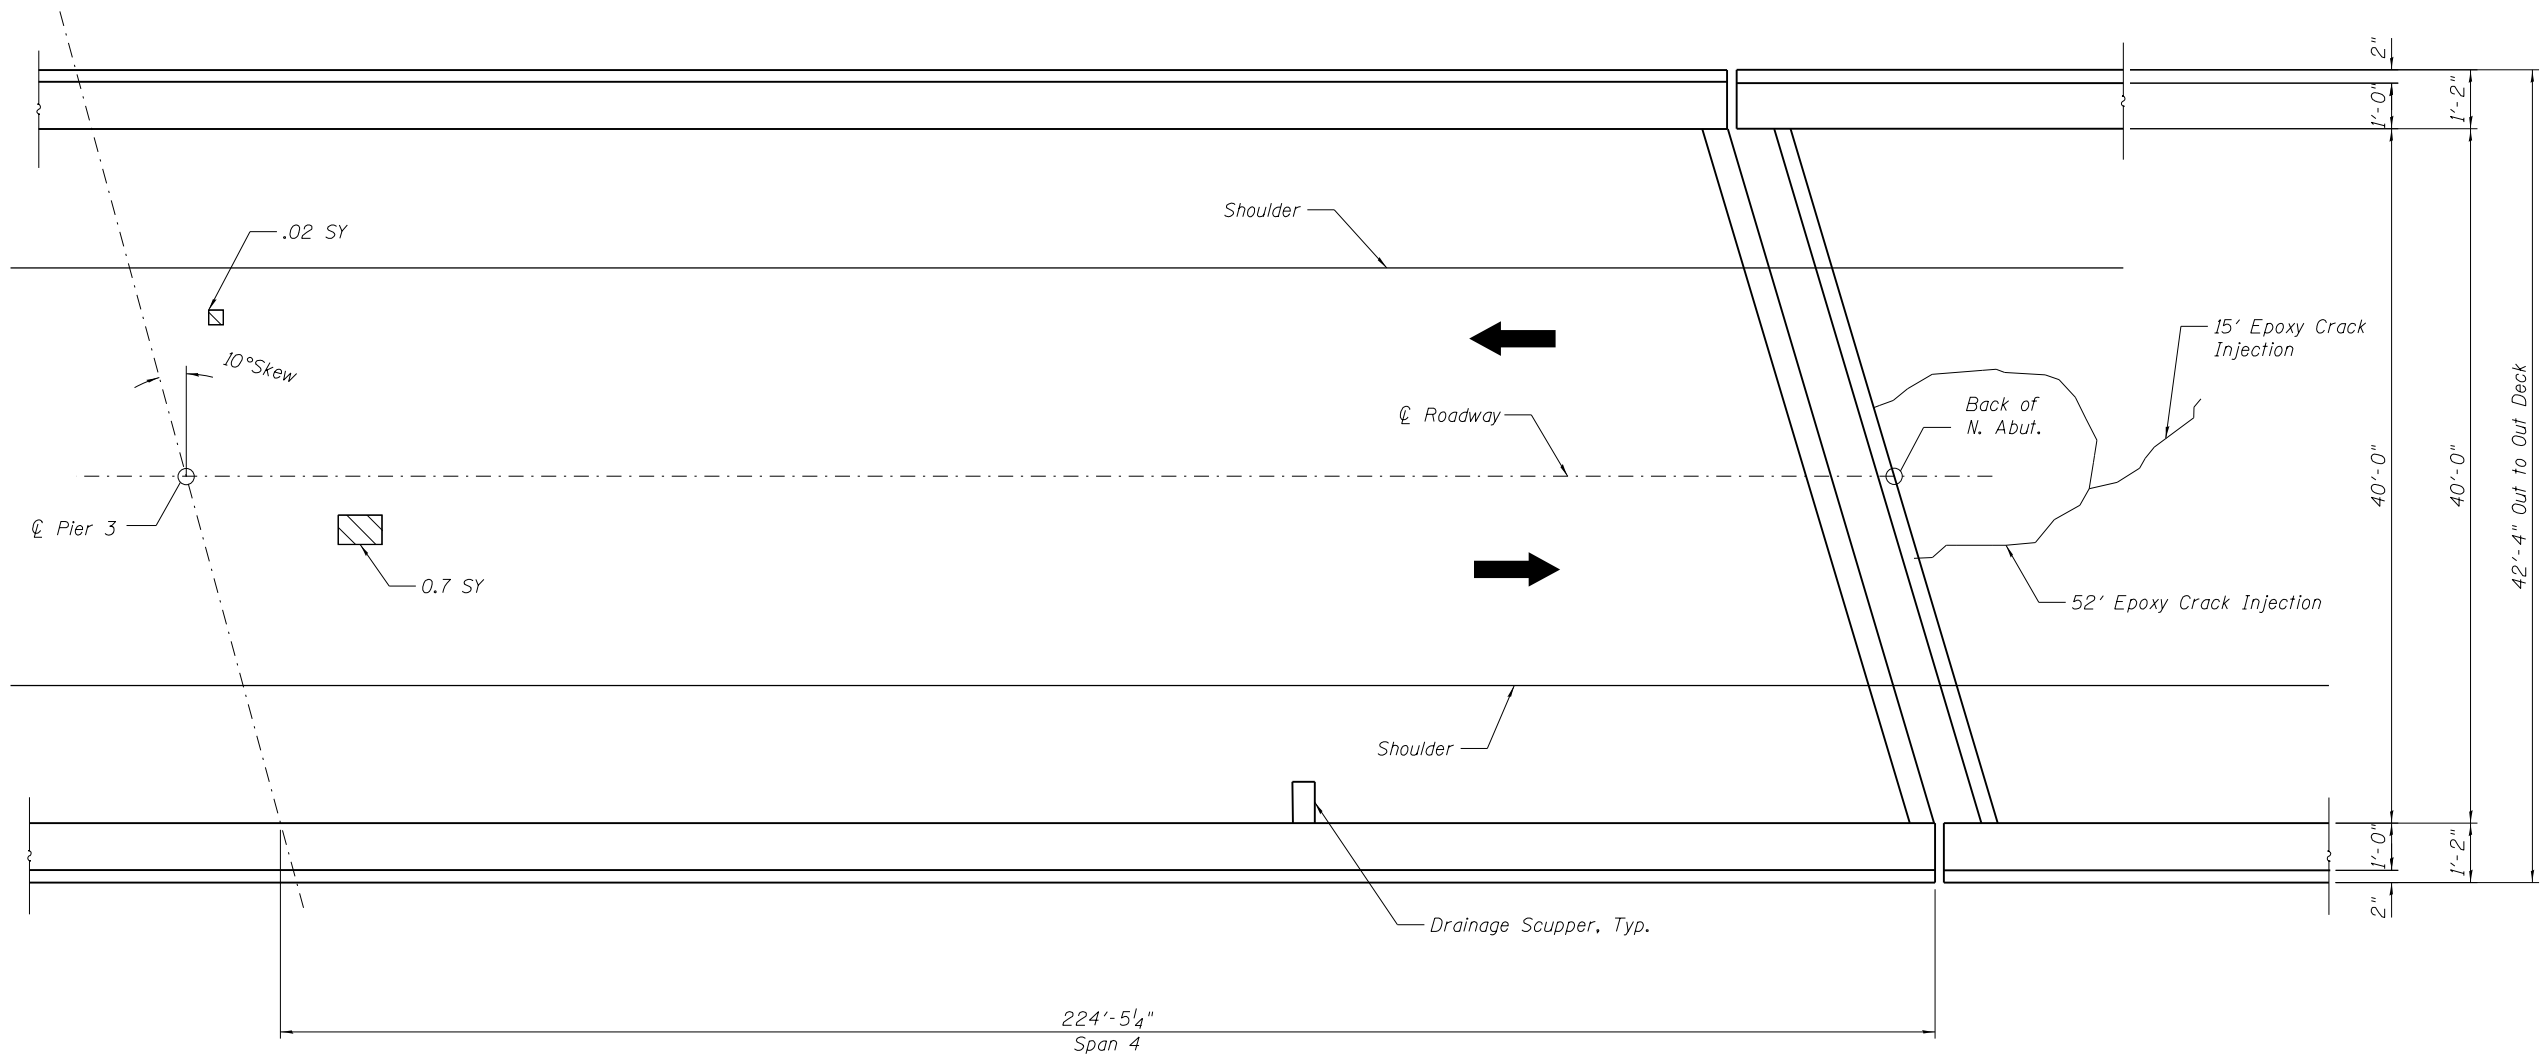 2"
1'-0"
1'-2"
.02 SY
Shoulder
10°Skew
15' Epoxy Crack
Injection
℄ Roadway
Back of
N. Abut.
℄ Pier 3
40'-0"
40'-0"
42'-4" Out to Out Deck
0.7 SY
52' Epoxy Crack Injection
Shoulder
1'-0"
1'-2"
2"
Drainage Scupper, Typ.
224'-5¼"
Span 4